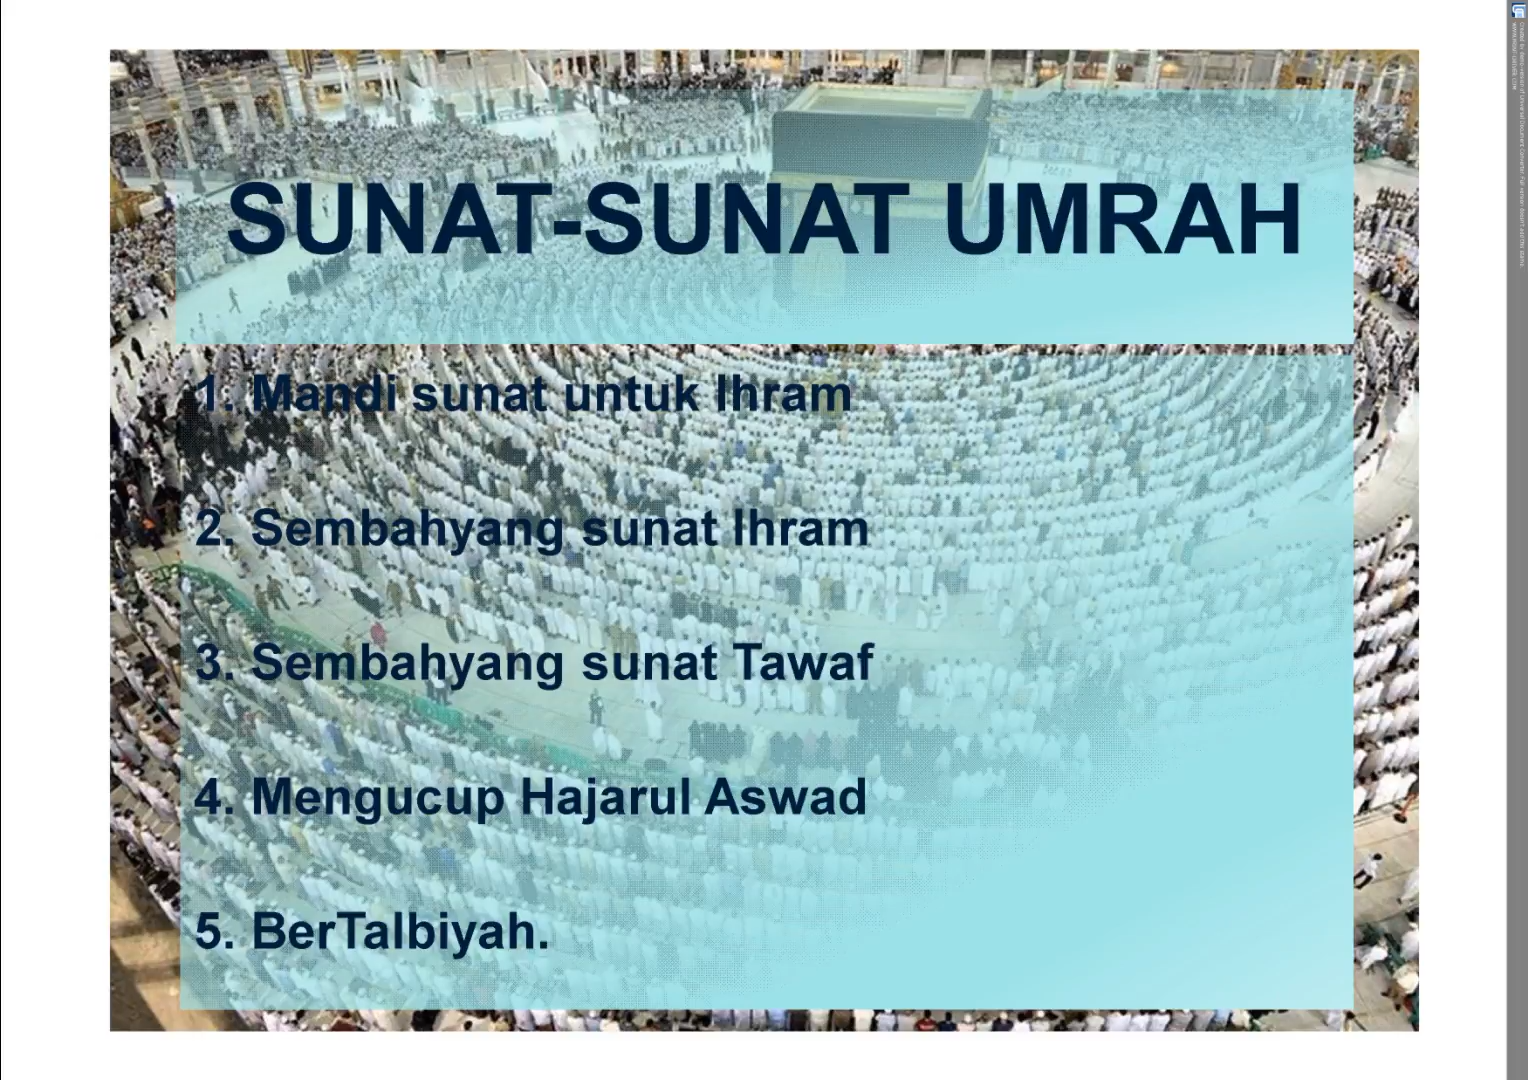 SUNAT-SUNAT UMRAH
1. Mandi sunat untuk Ihram
2. Sembahyang sunat Ihram
3. Sembahyang sunat Tawaf
4. Mengucup Hajarul Aswad
5. BerTalbiyah.